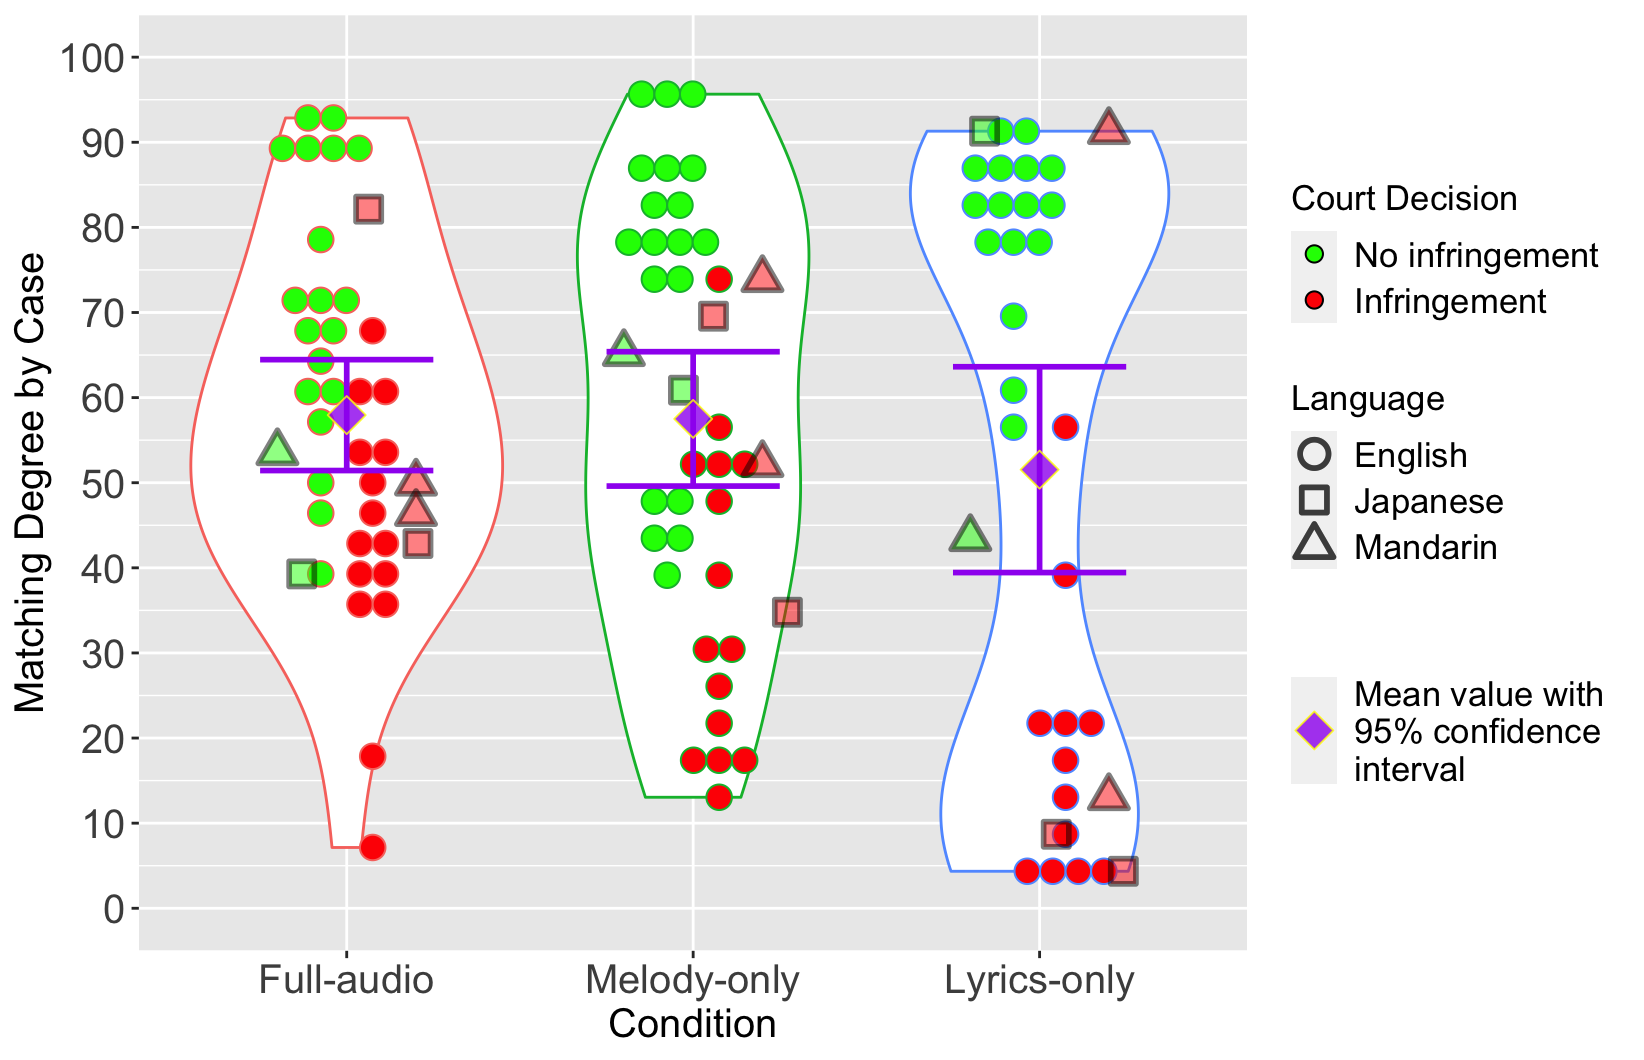 Matching Degree by Case
100
90
80
70
60
50
40
30
20
10
0
Full-audio
Melody-only
Lyrics-only
Condition
Court Decision
No infringement
Infringement
Language
English
Japanese
Mandarin
Mean value with
95% confidence
interval